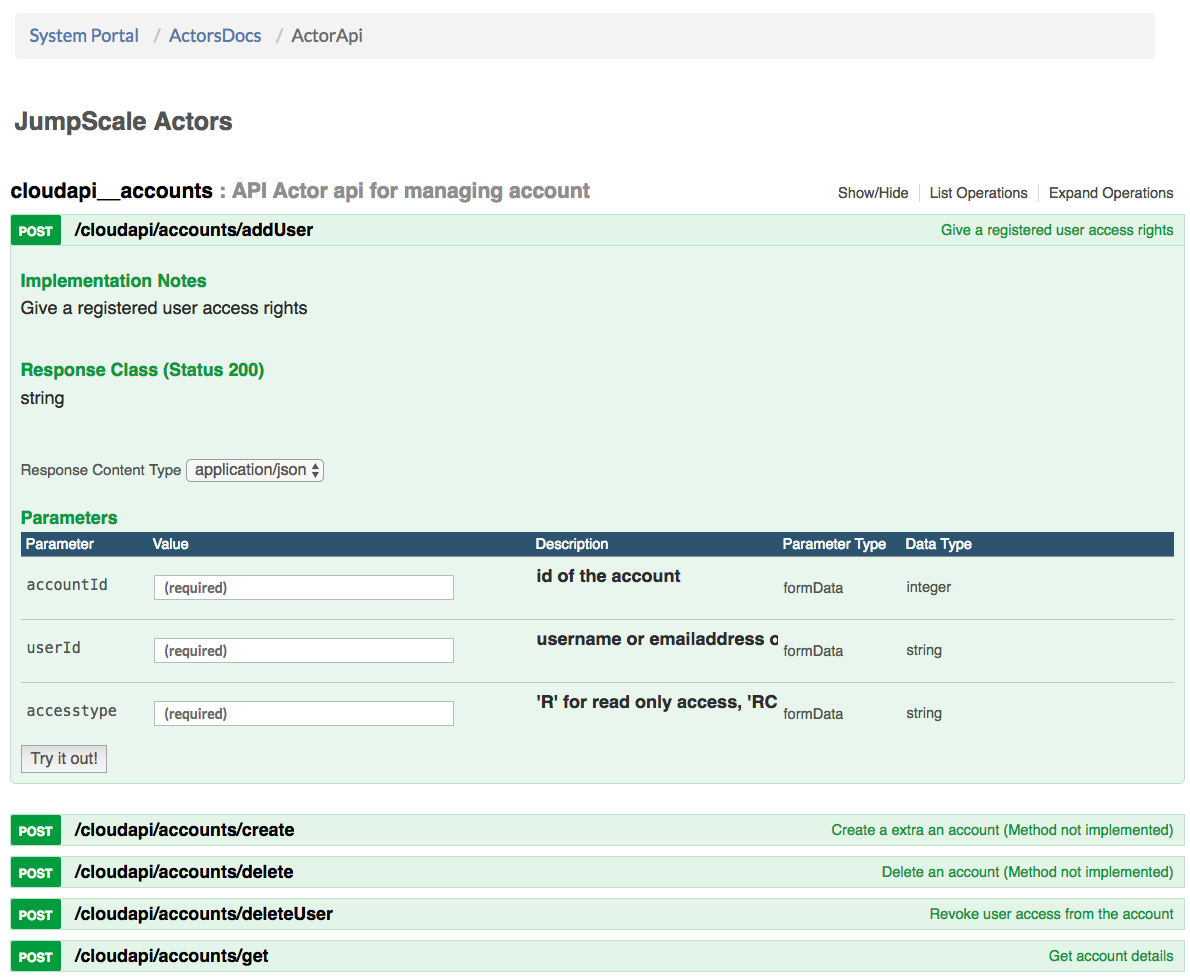 System Portal / ActorsDocs / ActorApi
JumpScale Actors
cloudapi__accounts : API Actor api for managing account
Show/Hide List Operations Expand Operations
POST /cloudapi/accounts/addUser Give a registered user access rights
Implementation Notes
Give a registered user access rights
Response Class (Status 200)
string
Response Content Type application/json
Parameters
Parameter Value Description Parameter Type Data Type
accountId (required) id of the account formData integer
userId (required) username or emailaddress o formData string
accesstype (required) 'R' for read only access, 'RC formData string
Try it out!
POST /cloudapi/accounts/create Create a extra an account (Method not implemented)
POST /cloudapi/accounts/delete Delete an account (Method not implemented)
POST /cloudapi/accounts/deleteUser Revoke user access from the account
POST /cloudapi/accounts/get Get account details